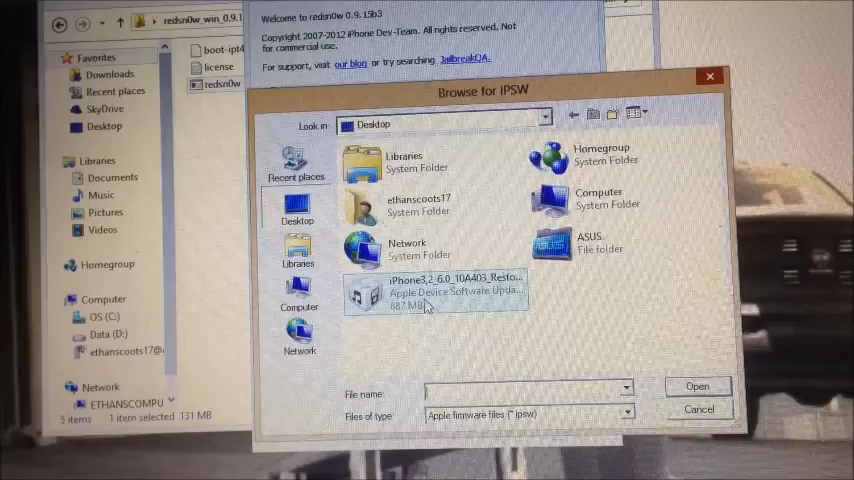 redsn0w_win_0.9.1
Welcome to redsn0w 0.9.15b3
Copyright 2007-2012 iPhone Dev-Team. All rights reserved. Not
for commercial use.
For support, visit our blog or try searching JailbreakQA.
Favorites
Downloads
Recent places
SkyDrive
Desktop
Libraries
Documents
Music
Pictures
Videos
Homegroup
Computer
OS (C:)
Data (D:)
ethanscoots17@
Network
ETHANSCOMPU
5 items 1 item selected 131 MB
boot-ipt4
license
redsn0w
Browse for IPSW
Look in: Desktop
Recent places
Desktop
Libraries
Computer
Network
Libraries
System Folder
Homegroup
System Folder
ethanscoots17
System Folder
Computer
System Folder
Network
System Folder
ASUS
File folder
iPhone3,2_6.0_10A403_Resto...
Apple Device Software Upda...
887 MB
File name:
Open
Files of type: Apple firmware files (*.ipsw)
Cancel